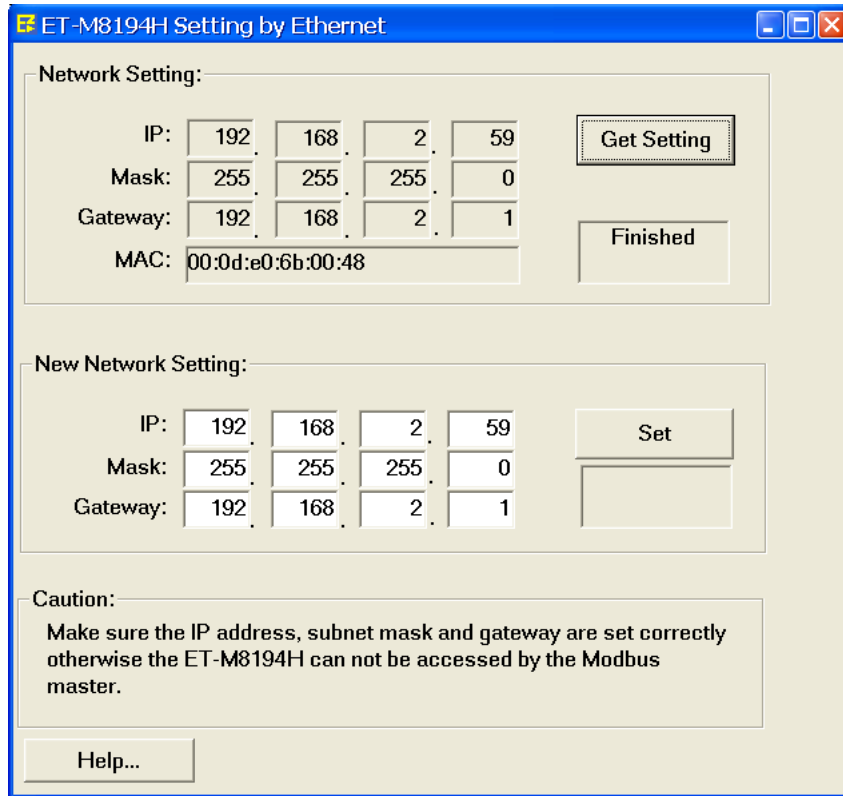 ET-M8194H Setting by Ethernet
Network Setting:
IP: 192 . 168 . 2 . 59
Get Setting
Mask: 255 . 255 . 255 . 0
Gateway: 192 . 168 . 2 . 1
Finished
MAC: 00:0d:e0:6b:00:48
New Network Setting:
IP: 192 . 168 . 2 . 59
Set
Mask: 255 . 255 . 255 . 0
Gateway: 192 . 168 . 2 . 1
Caution:
Make sure the IP address, subnet mask and gateway are set correctly
otherwise the ET-M8194H can not be accessed by the Modbus
master.
Help...